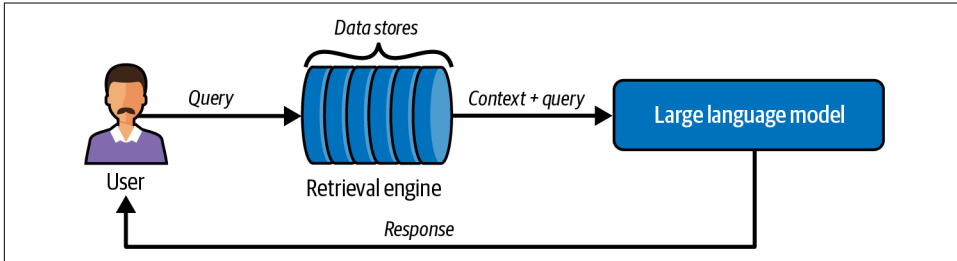 Data stores
Query
Context + query
Large language model
User
Retrieval engine
Response